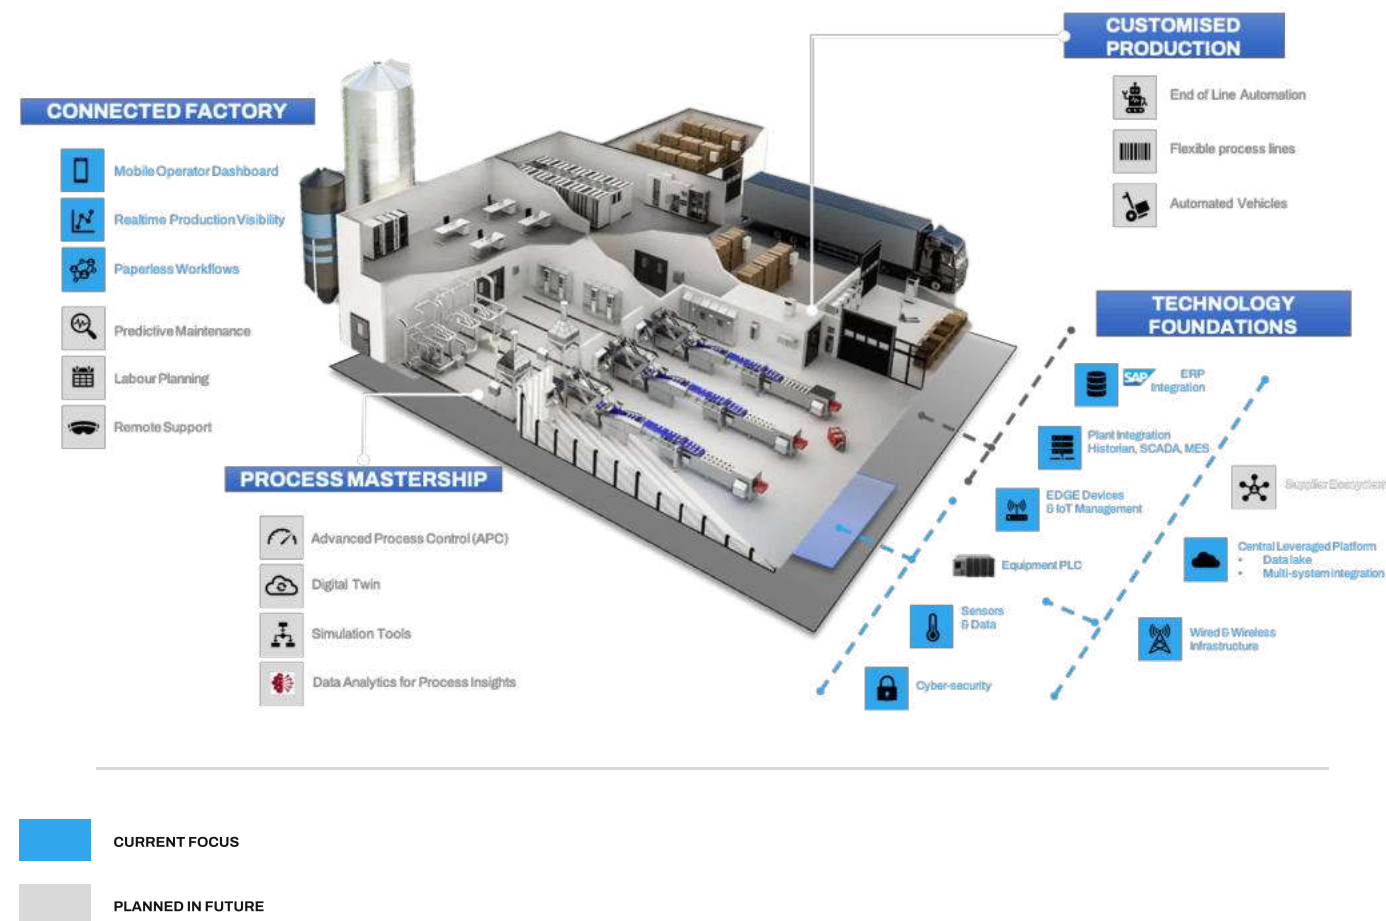 CUSTOMISED
PRODUCTION
End of Line Automation
Flexible process lines
Automated Vehicles
CONNECTED FACTORY
Mobile Operator Dashboard
Realtime Production Visibility
Paperless Workflows
Predictive Maintenance
Labour Planning
Remote Support
TECHNOLOGY
FOUNDATIONS
SAP ERP
Integration
Plant Integration
Historian, SCADA, MES
EDGE Devices
& IoT Management
Equipment PLC
Sensors
& Data
Cyber-security
Supplier Ecosystem
Central Leveraged Platform
• Data lake
• Multi-system integration
Wired & Wireless
Infrastructure
PROCESS MASTERSHIP
Advanced Process Control (APC)
Digital Twin
Simulation Tools
Data Analytics for Process Insights
CURRENT FOCUS
PLANNED IN FUTURE